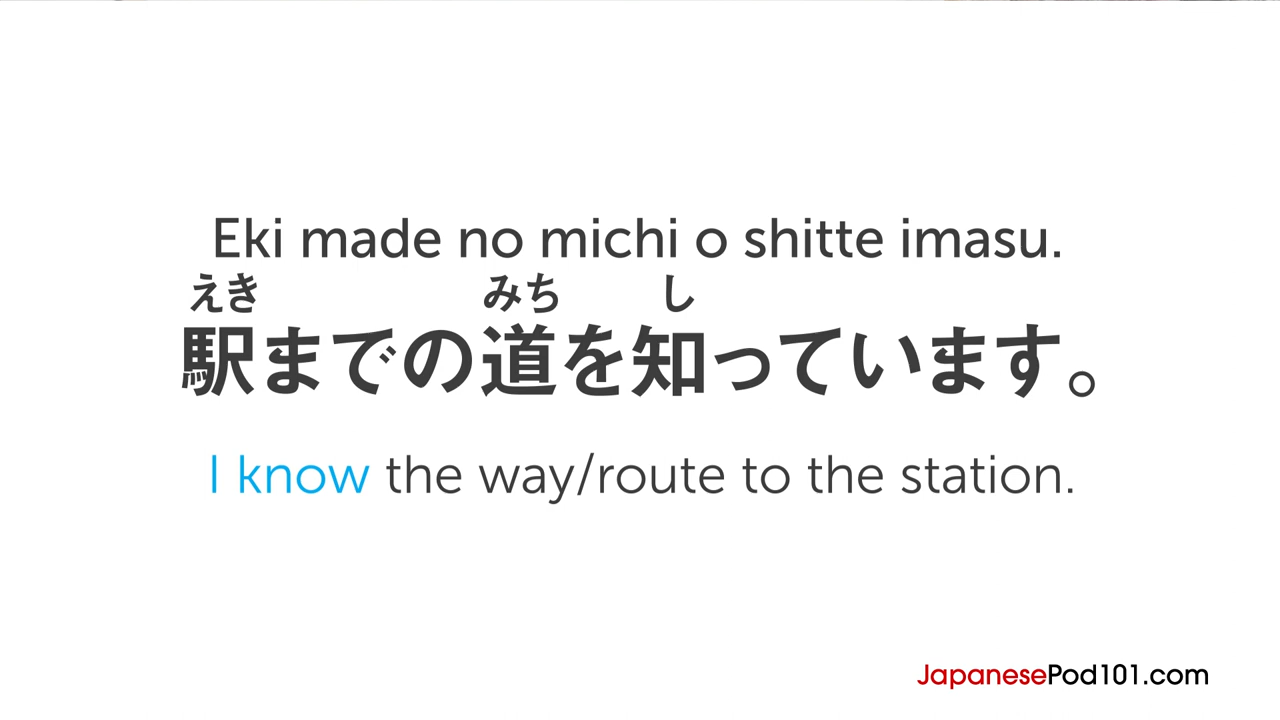 Eki made no michi o shitte imasu.
えき みち し
駅までの道を知っています。
I know the way/route to the station.
JapanesePod101.com